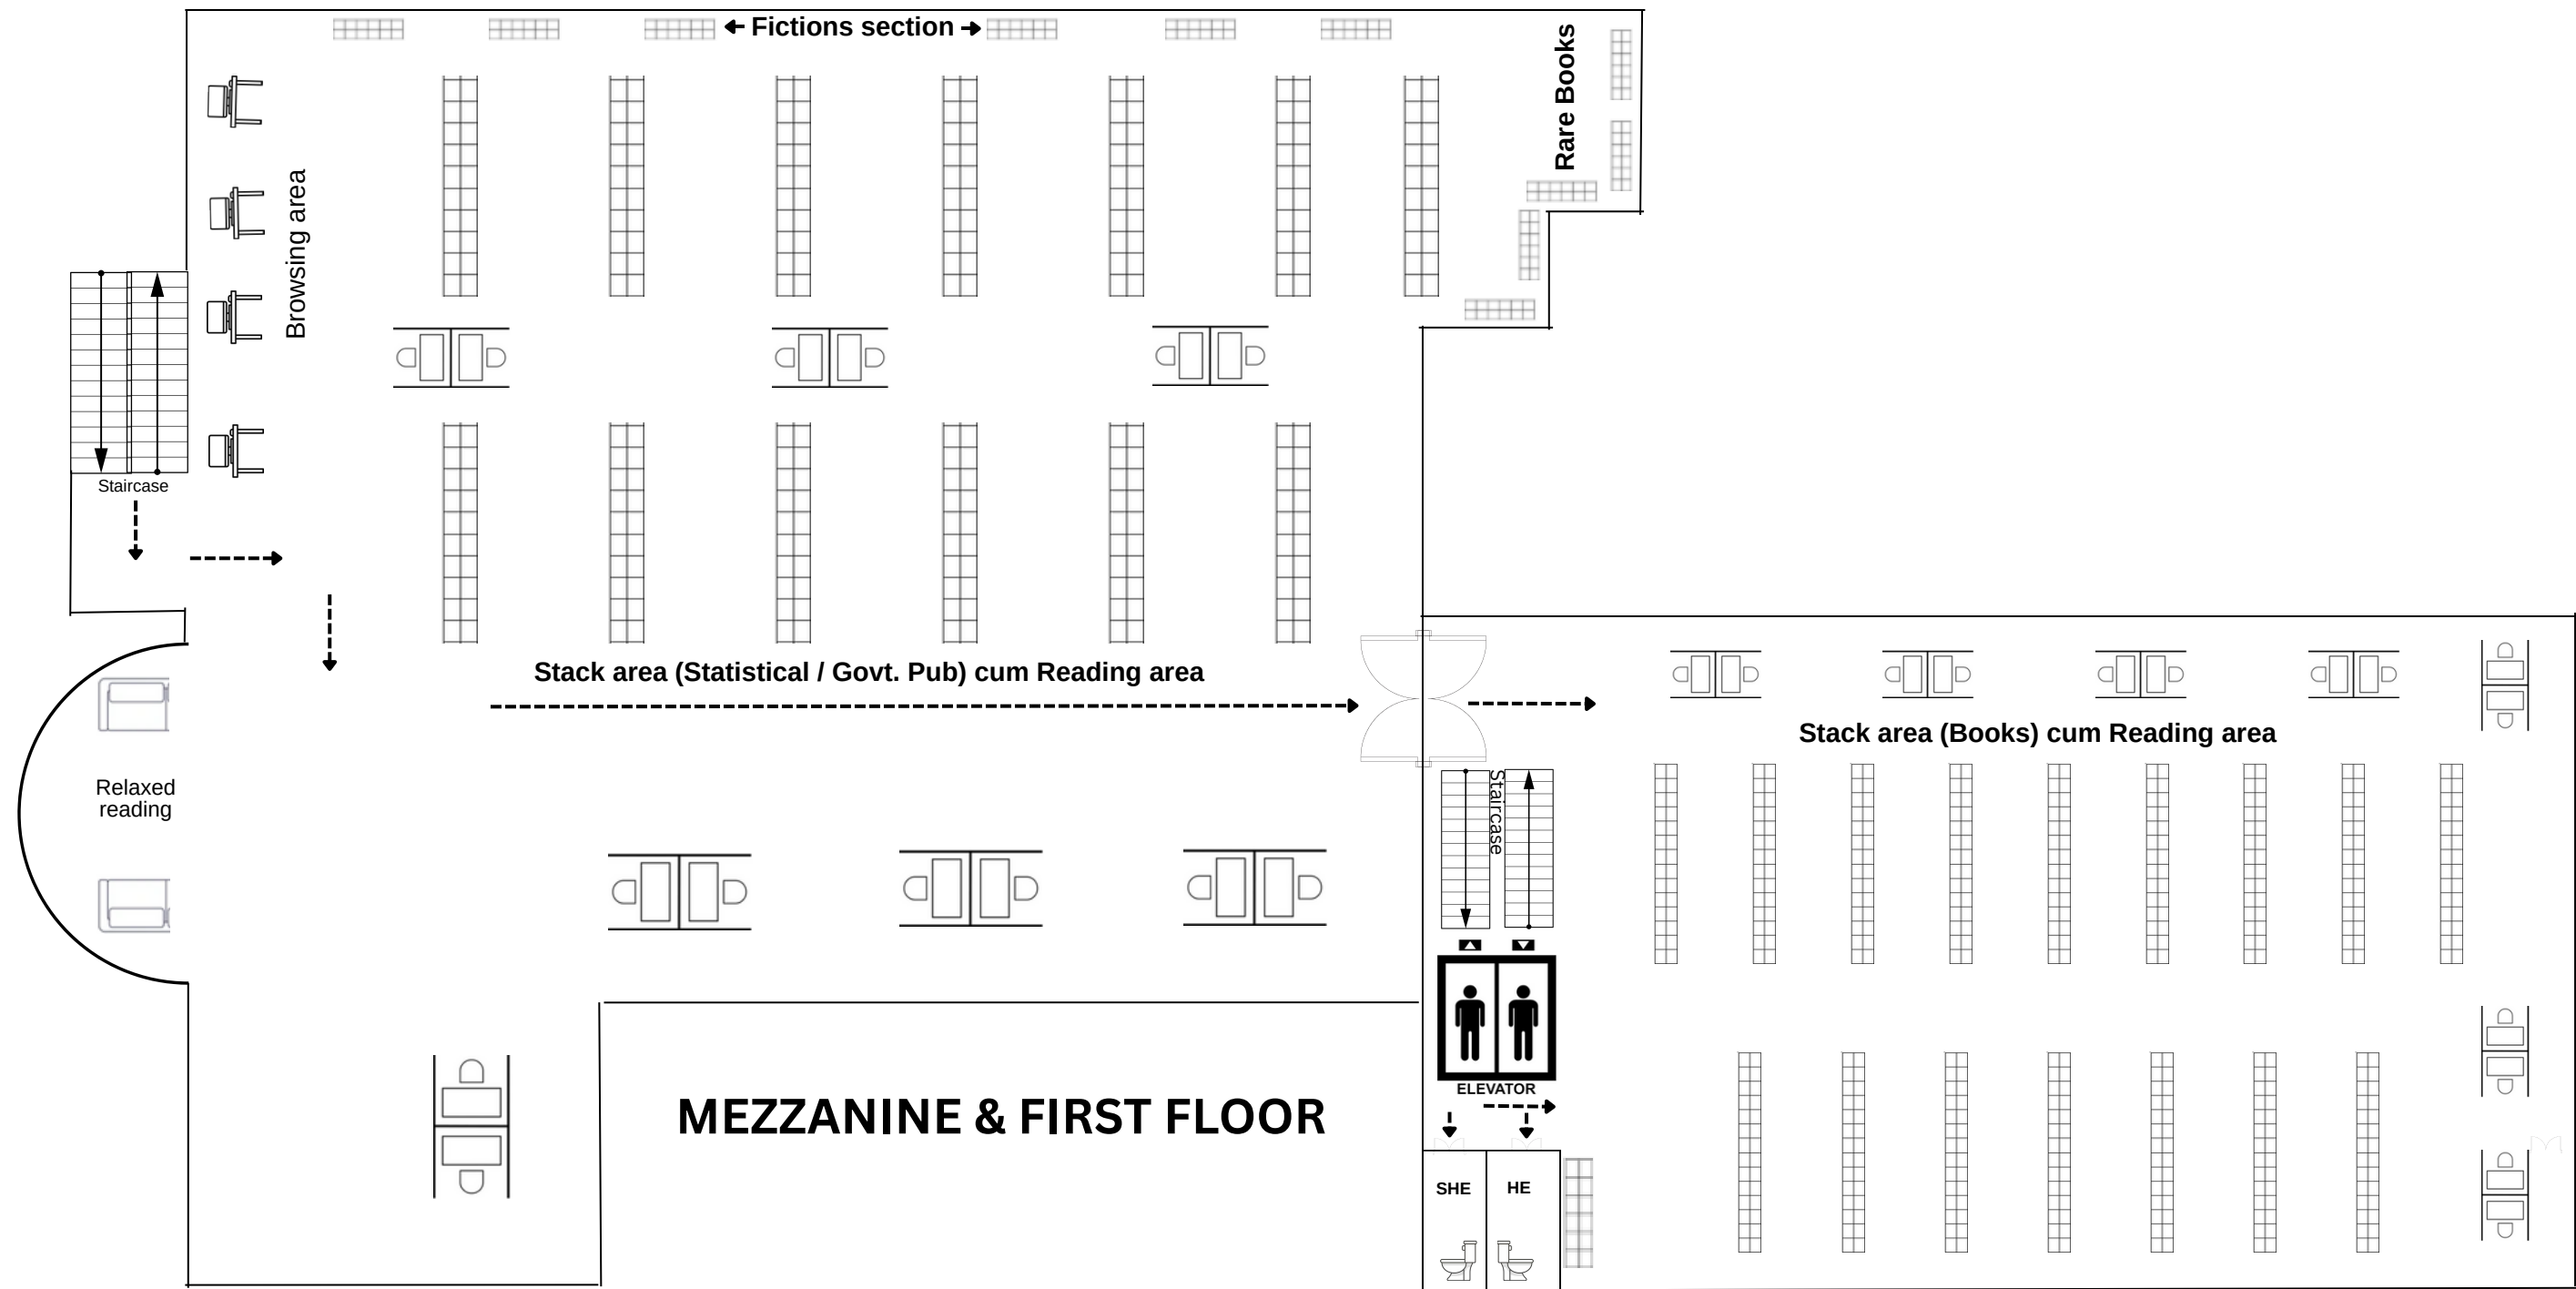 ← Fictions section →
Rare Books
Browsing area
Staircase
Stack area (Statistical / Govt. Pub) cum Reading area
Stack area (Books) cum Reading area
Relaxed
reading
Staircase
ELEVATOR
MEZZANINE & FIRST FLOOR
SHE
HE